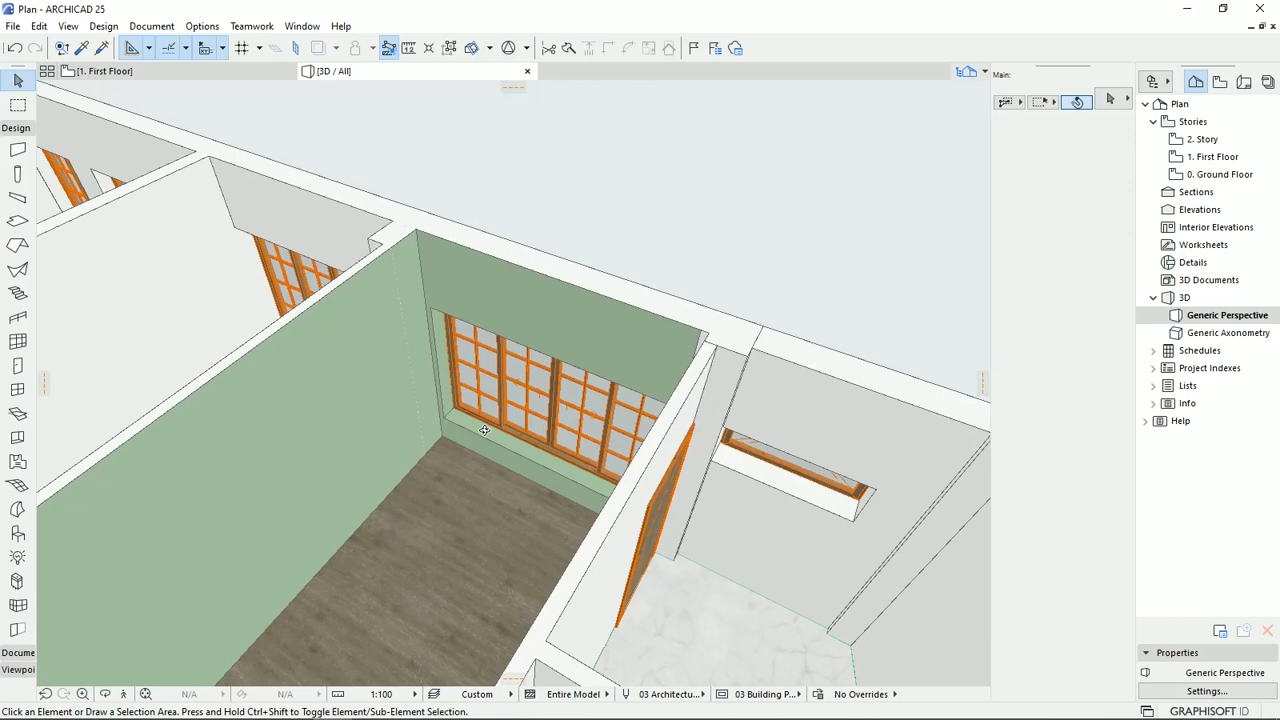 Plan - ARCHICAD 25
File Edit View Design Document Options Teamwork Window Help
[1. First Floor]
[3D / All]
Main:
Design
Plan
Stories
2. Story
1. First Floor
0. Ground Floor
Sections
Elevations
Interior Elevations
Worksheets
Details
3D Documents
3D
Generic Perspective
Generic Axonometry
Schedules
Project Indexes
Lists
Info
Help
Docume
Viewpoi
Properties
Generic Perspective
Settings...
N/A N/A 1:100 Custom Entire Model 03 Architectu... 03 Building P... No Overrides
Click an Element or Draw a Selection Area. Press and Hold Ctrl+Shift to Toggle Element/Sub-Element Selection.
GRAPHISOFT ID